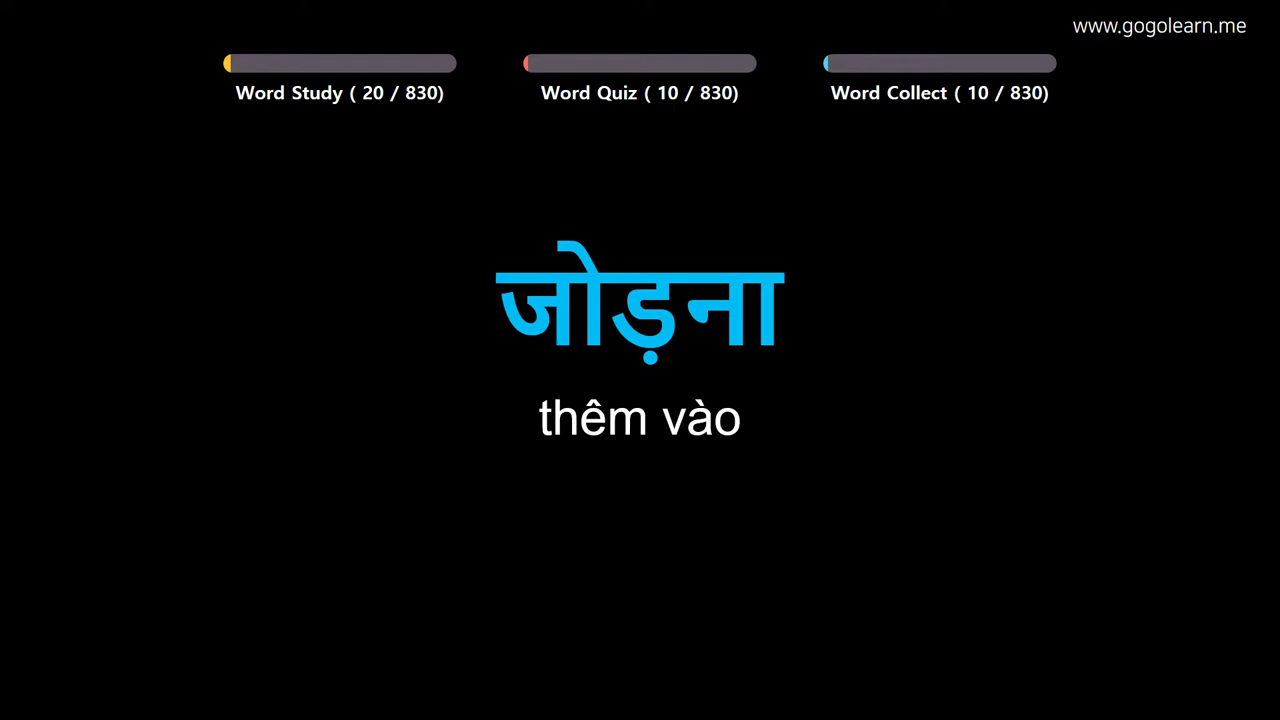 www.gogolearn.me
Word Study ( 20 / 830)
Word Quiz ( 10 / 830)
Word Collect ( 10 / 830)
जोड़ना
thêm vào